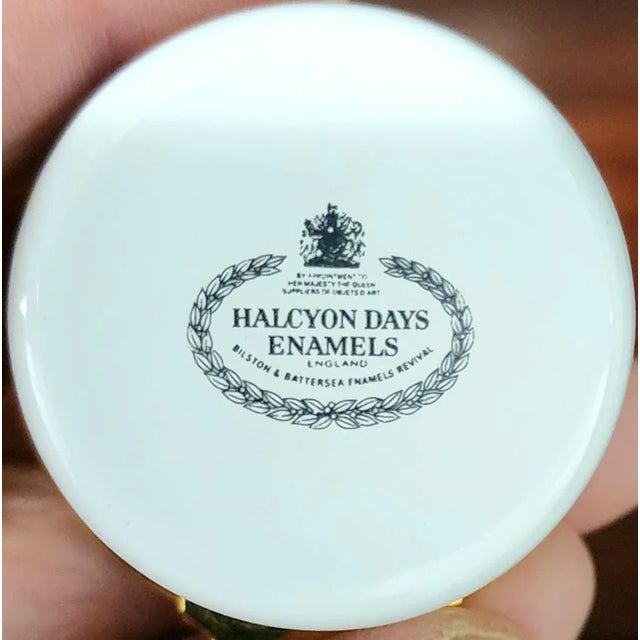 BY APPOINTMENT TO
HER MAJESTY THE QUEEN
SUPPLIERS OF OBJETS D'ART
HALCYON DAYS
ENAMELS
ENGLAND
BILSTON & BATTERSEA ENAMELS REVIVAL